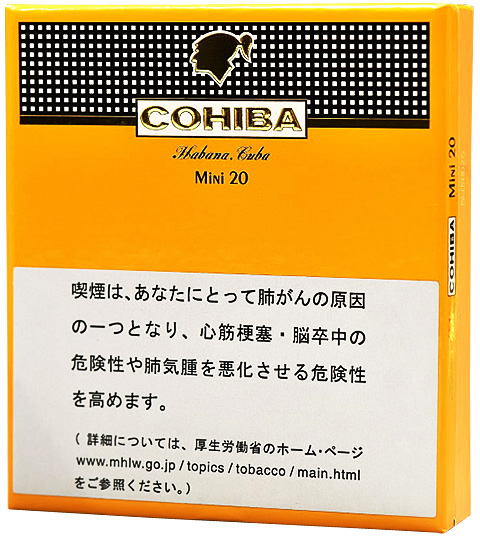 COHIBA
Habana, Cuba
MINI 20
喫煙は、あなたにとって肺がんの原因
の一つとなり、心筋梗塞・脳卒中の
危険性や肺気腫を悪化させる危険性
を高めます。
( 詳細については、厚生労働省のホーム・ページ
www.mhlw.go.jp / topics / tobacco / main.html
をご参照ください。)
COHIBA
MINI 20